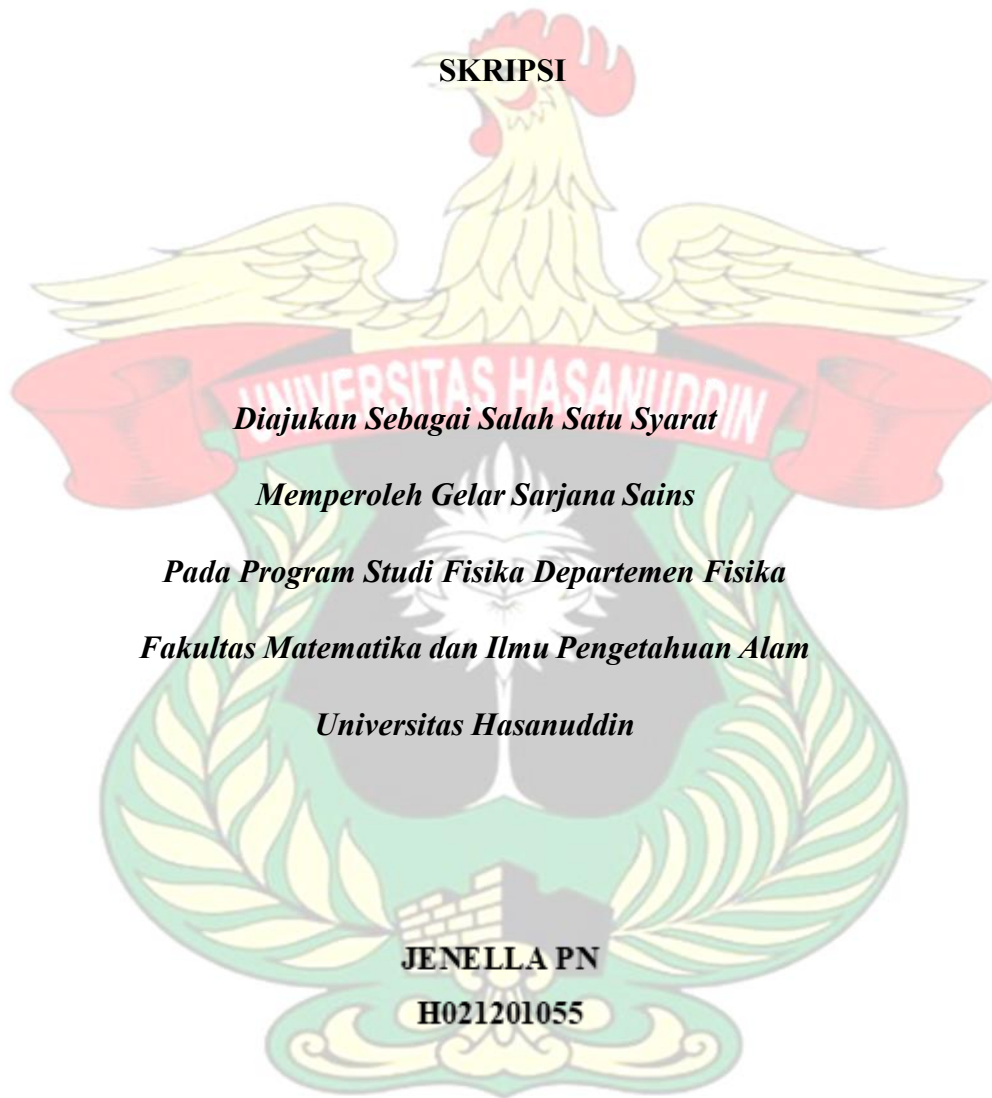 SKRIPSI
UNIVERSITAS HASANUDDIN
Diajukan Sebagai Salah Satu Syarat
Memperoleh Gelar Sarjana Sains
Pada Program Studi Fisika Departemen Fisika
Fakultas Matematika dan Ilmu Pengetahuan Alam
Universitas Hasanuddin
JENELLA PN
H021201055